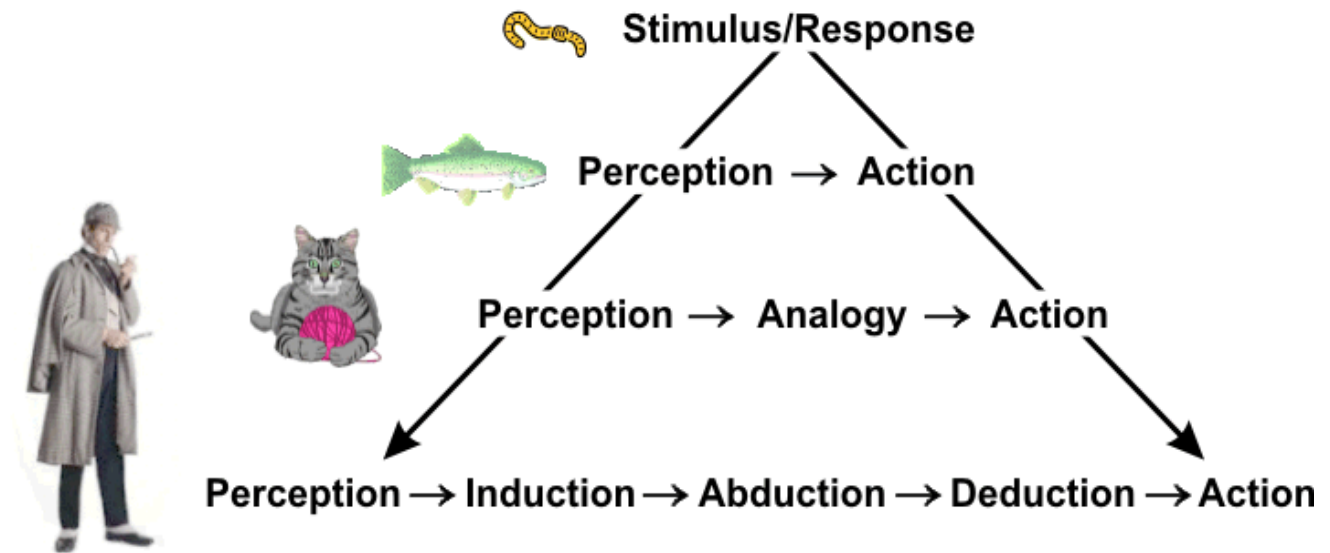 Stimulus/Response
Perception → Action
Perception → Analogy → Action
Perception → Induction → Abduction → Deduction → Action